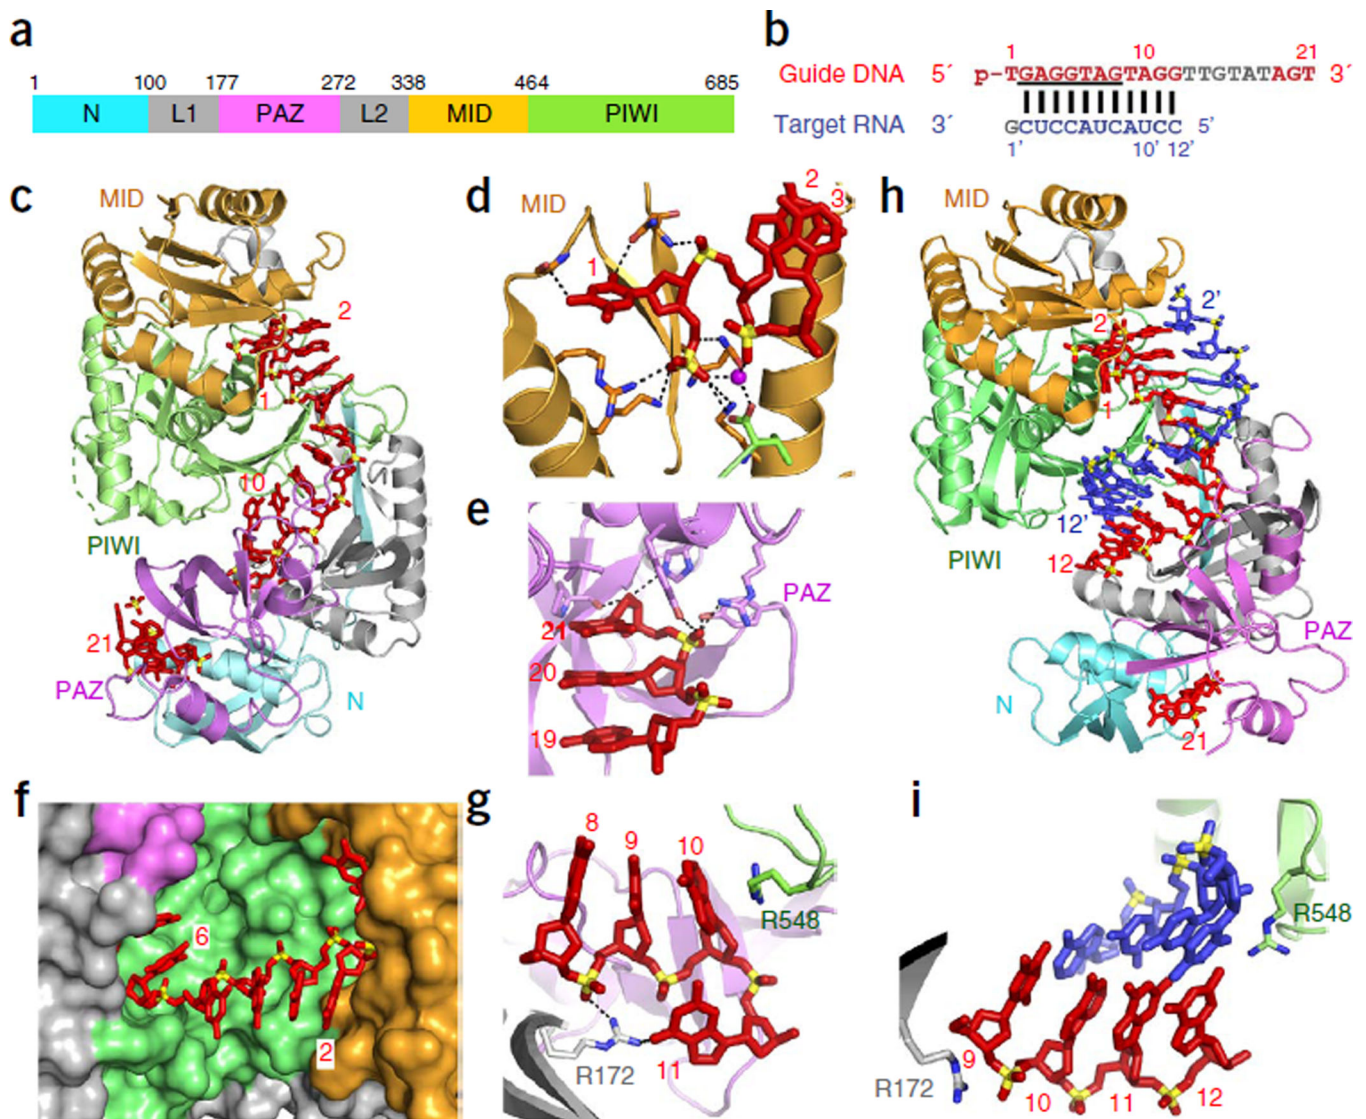 a
1 100 177 272 338 464 685
N L1 PAZ L2 MID PIWI
b
1 10 21
Guide DNA 5´ p-TGAGGTAGTAGGTTGTATAGT 3´
Target RNA 3´ GCUCCAUCAUCC 5’
1’ 10’ 12’
c
MID
2
1
10
PIWI
21
PAZ
N
d
MID
2
3
1
e
PAZ
21
20
19
f
6
2
g
8
9
10
R548
R172
11
h
2’
2
1
12’
12
PIWI
PAZ
N
21
i
R548
R172
9
10
11
12